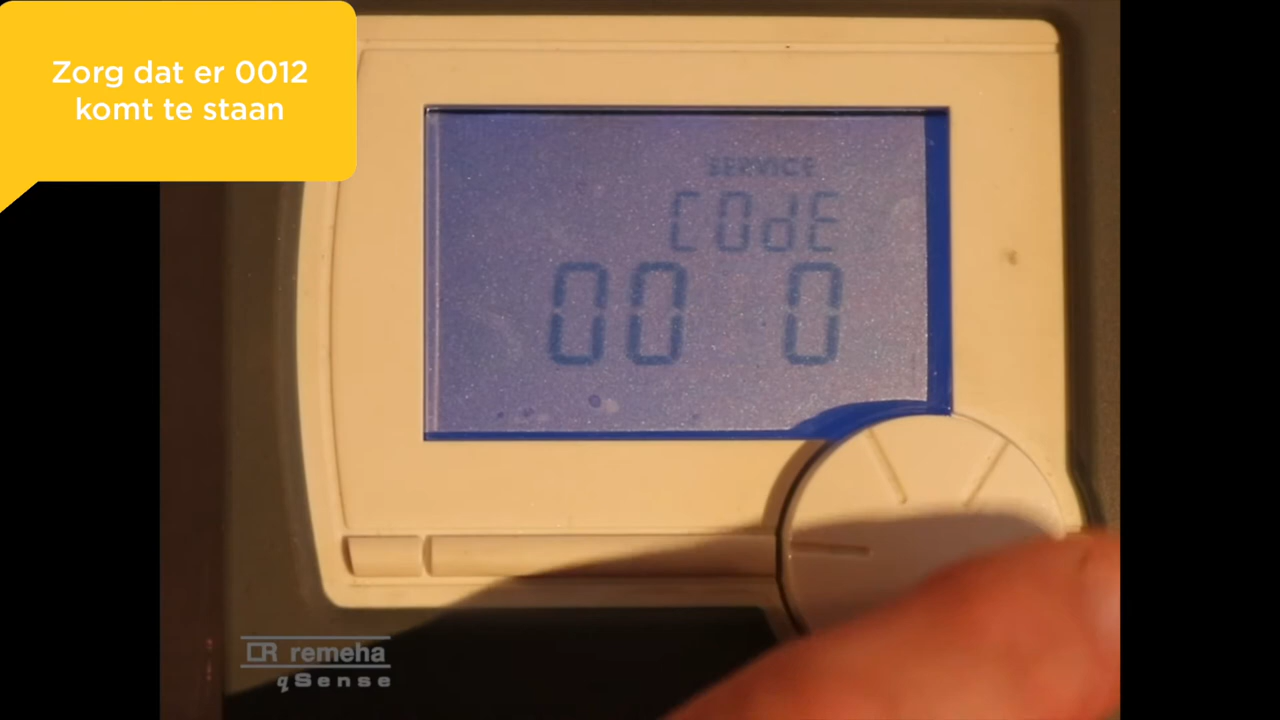 Zorg dat er 0012
komt te staan
SERVICE
CODE
00 0
remeha
qSense